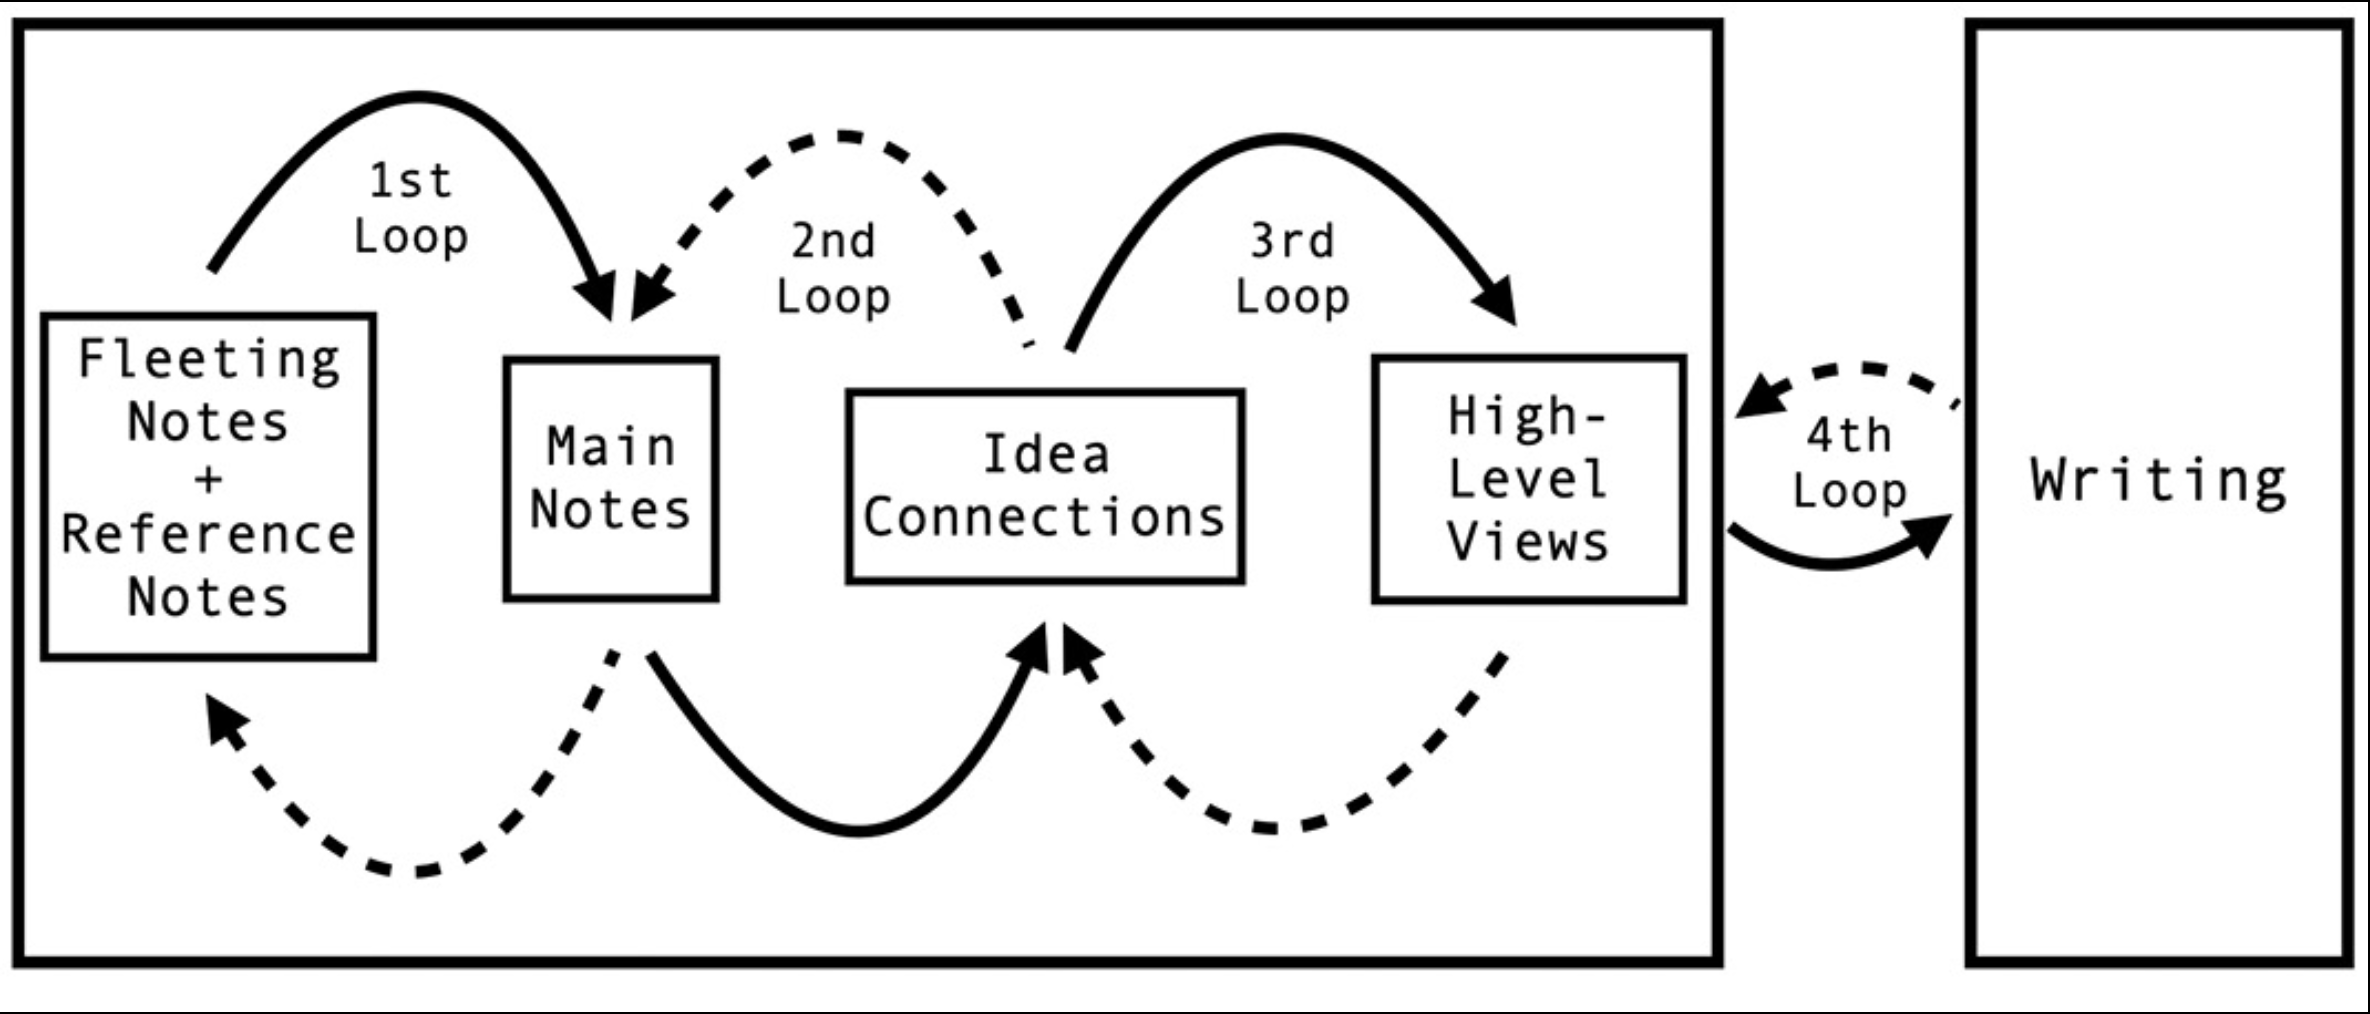 1st
Loop
2nd
Loop
3rd
Loop
Fleeting
Notes
+
Reference
Notes
Main
Notes
Idea
Connections
High-
Level
Views
4th
Loop
Writing